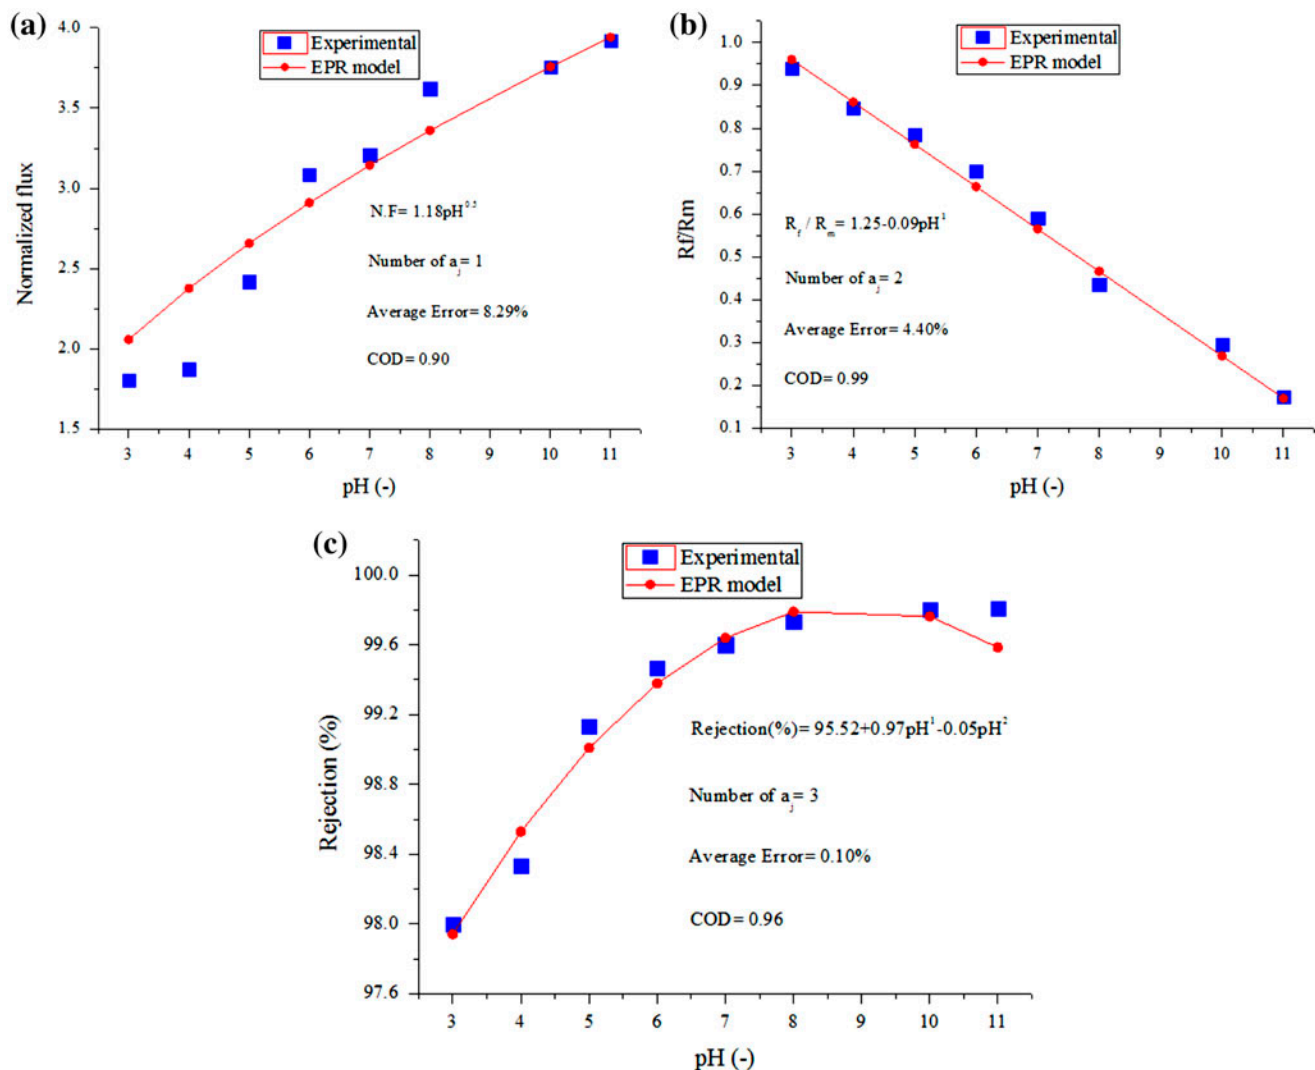 (a)
4.0
3.5
3.0
2.5
2.0
1.5
Normalized flux
Experimental
EPR model
N.F= 1.18pH^0.5
Number of a_j= 1
Average Error= 8.29%
COD= 0.90
3 4 5 6 7 8 9 10 11
pH (-)
(b)
1.0
0.9
0.8
0.7
0.6
0.5
0.4
0.3
0.2
0.1
Rf/Rm
Experimental
EPR model
R_f / R_m= 1.25-0.09pH^1
Number of a_j= 2
Average Error= 4.40%
COD= 0.99
3 4 5 6 7 8 9 10 11
pH (-)
(c)
100.0
99.6
99.2
98.8
98.4
98.0
97.6
Rejection (%)
Experimental
EPR model
Rejection(%)= 95.52+0.97pH^1-0.05pH^2
Number of a_j= 3
Average Error= 0.10%
COD= 0.96
3 4 5 6 7 8 9 10 11
pH (-)